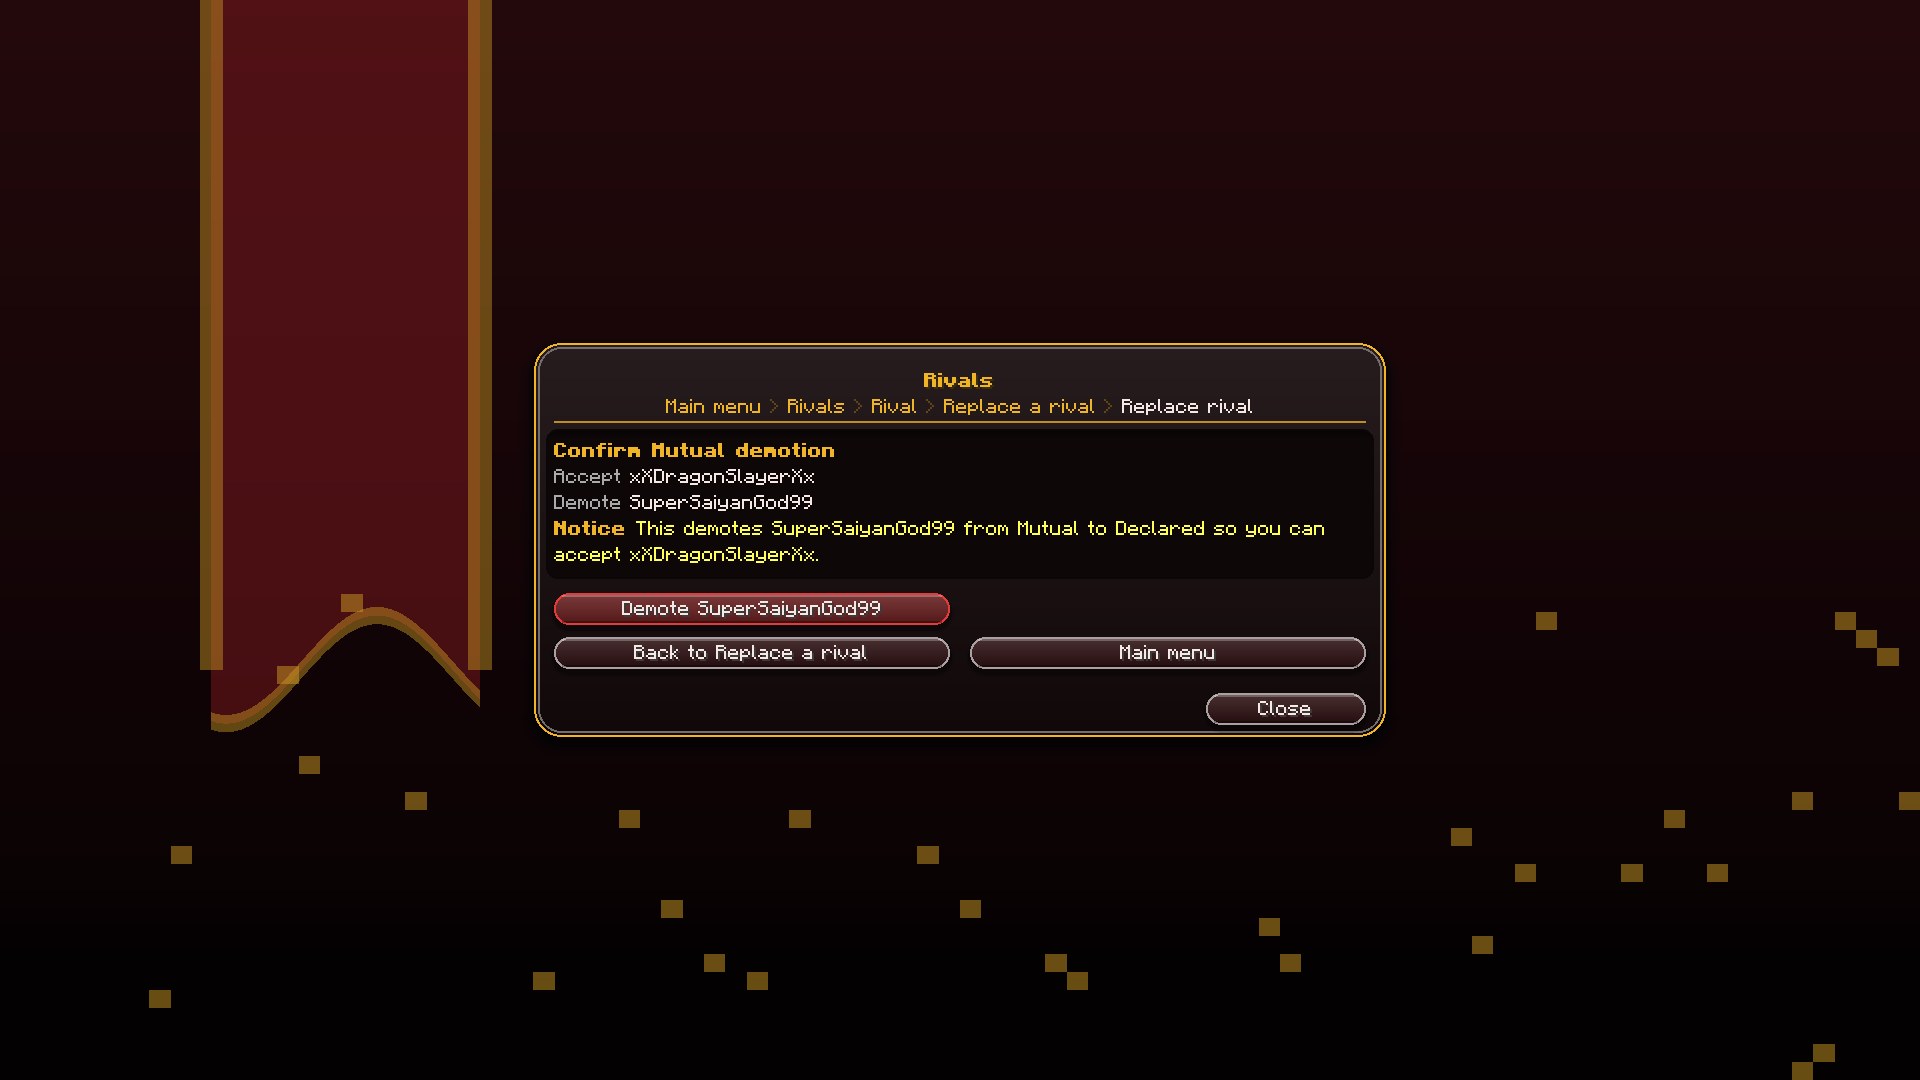 Rivals
Main menu > Rivals > Rival > Replace a rival > Replace rival
Confirm Mutual demotion
Accept xXDragonSlayerXx
Demote SuperSaiyanGod99
Notice This demotes SuperSaiyanGod99 from Mutual to Declared so you can
accept xXDragonSlayerXx.
Demote SuperSaiyanGod99
Back to Replace a rival
Main menu
Close